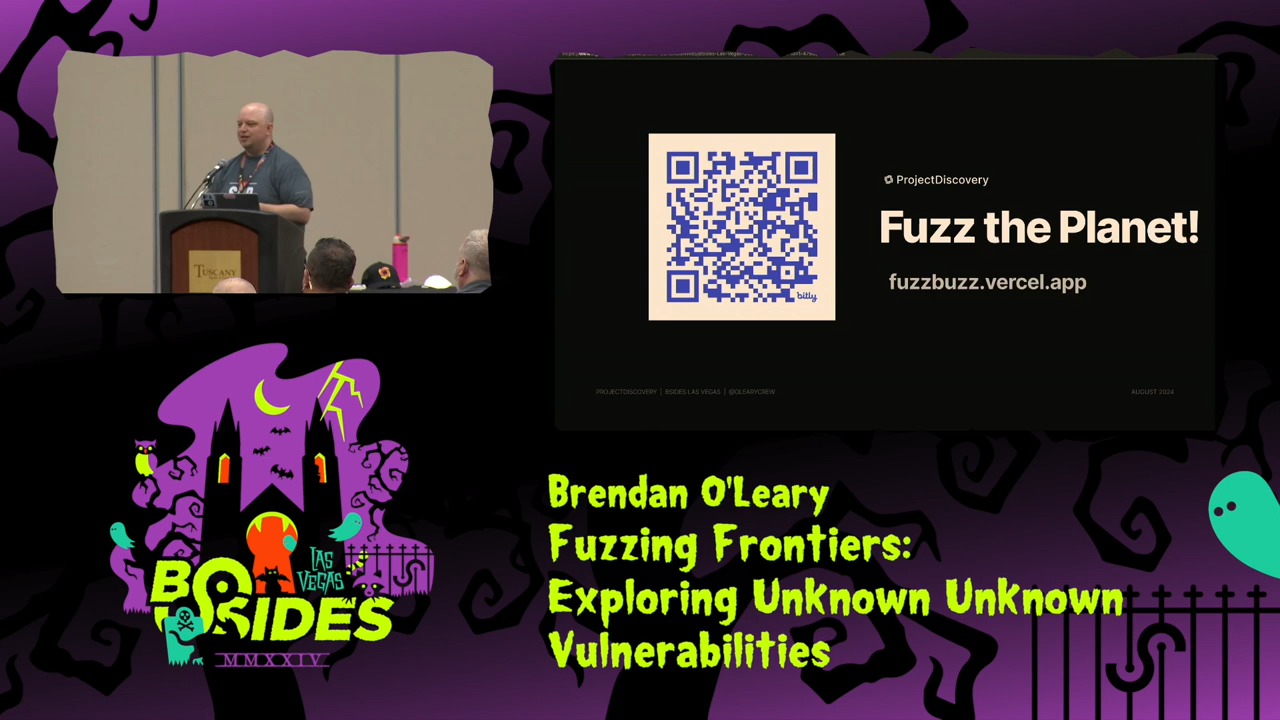 TUSCANY
bitly
ProjectDiscovery
Fuzz the Planet!
fuzzbuzz.vercel.app
PROJECTDISCOVERY | BSIDES LAS VEGAS | @OLEARYCREW
AUGUST 2024
LAS
VEGAS
BSIDES
MMXXIV
Brendan O'Leary
Fuzzing Frontiers:
Exploring Unknown Unknown
Vulnerabilities